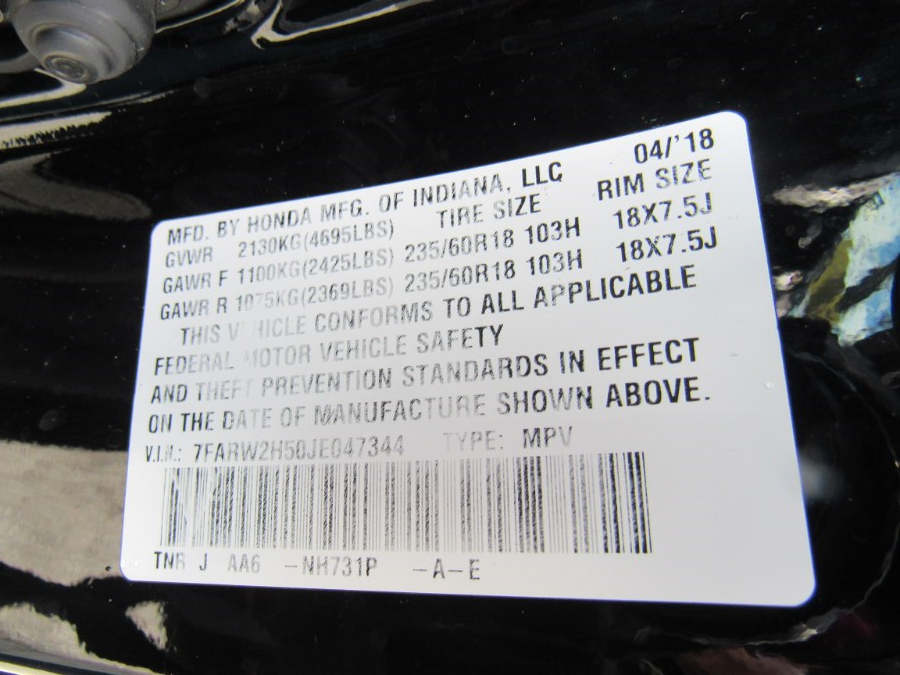 MFD. BY HONDA MFG. OF INDIANA, LLC 04/'18
GVWR 2130KG(4695LBS) TIRE SIZE RIM SIZE
GAWR F 1100KG(2425LBS) 235/60R18 103H 18X7.5J
GAWR R 1075KG(2369LBS) 235/60R18 103H 18X7.5J
THIS VEHICLE CONFORMS TO ALL APPLICABLE
FEDERAL MOTOR VEHICLE SAFETY
AND THEFT PREVENTION STANDARDS IN EFFECT
ON THE DATE OF MANUFACTURE SHOWN ABOVE.
V.I.N.: 7FARW2H50JE047344 TYPE: MPV
TNR J AA6 -NH731P -A-E